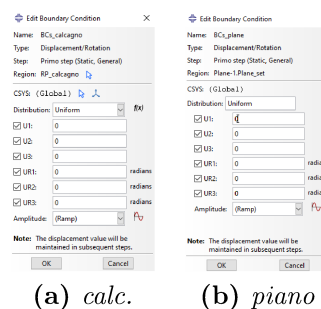 Edit Boundary Condition
Name: BCs_calcagno
Type: Displacement/Rotation
Step: Primo step (Static, General)
Region: RP_calcagno
CSYS: (Global)
Distribution: Uniform f(x)
U1: 0
U2: 0
U3: 0
UR1: 0 radians
UR2: 0 radians
UR3: 0 radians
Amplitude: (Ramp)
Note: The displacement value will be
maintained in subsequent steps.
OK Cancel
(a) calc.
Edit Boundary Condition
Name: BCs_plane
Type: Displacement/Rotation
Step: Primo step (Static, General)
Region: Plane-1.Plane_set
CSYS: (Global)
Distribution: Uniform
U1: 0
U2: 0
U3: 0
UR1: 0 radia
UR2: 0 radia
UR3: 0 radia
Amplitude: (Ramp)
Note: The displacement value will be
maintained in subsequent steps.
OK Cancel
(b) piano